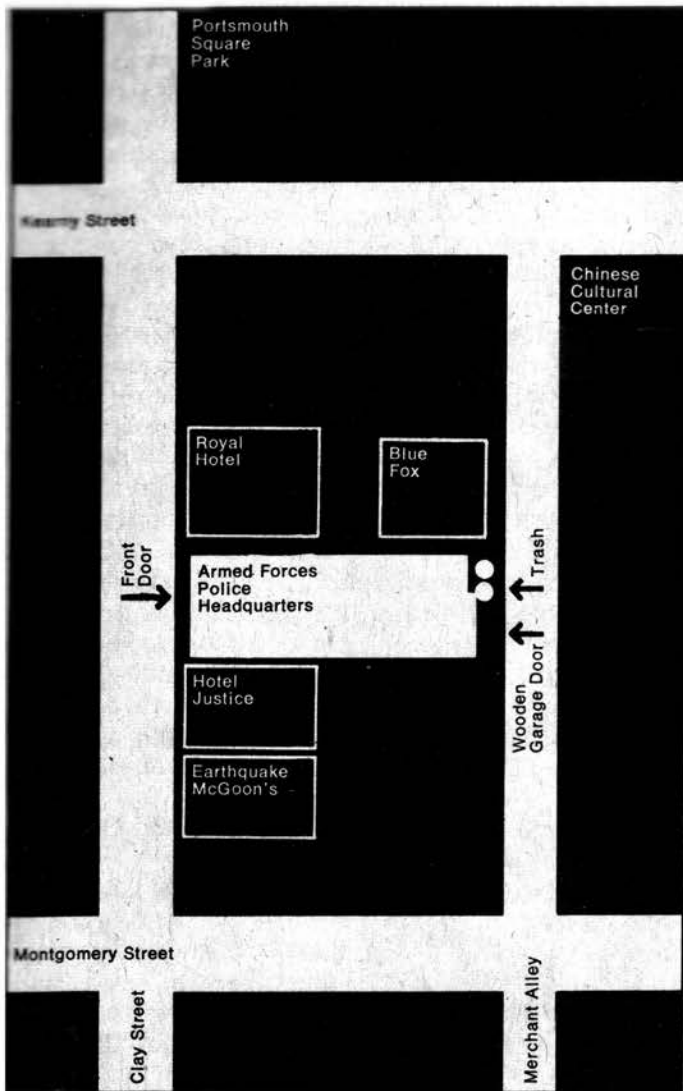 Portsmouth
Square
Park
Kearny Street
Chinese
Cultural
Center
Royal
Hotel
Blue
Fox
Front
Door
Armed Forces
Police
Headquarters
Trash
Wooden
Garage Door
Hotel
Justice
Earthquake
McGoon's
Montgomery Street
Clay Street
Merchant Alley